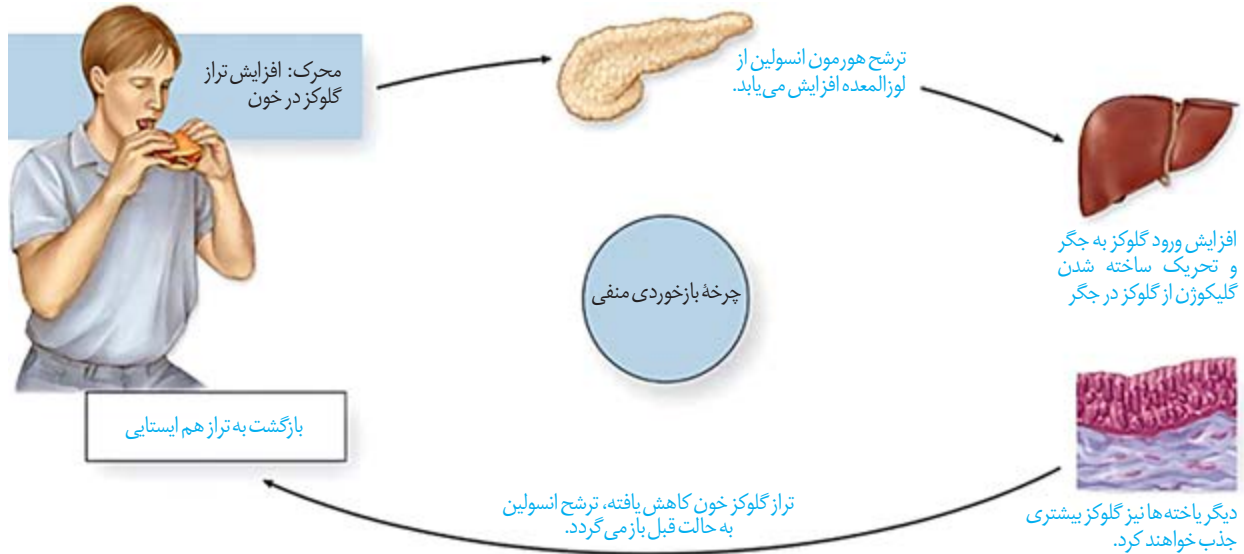 محرک: افزایش تراز
گلوکز در خون
ترشح هورمون انسولین از
لوزالمعده افزایش می‌یابد.
افزایش ورود گلوکز به جگر
و تحریک ساخته شدن
گلیکوژن از گلوکز در جگر
دیگر یاخته‌ها نیز گلوکز بیشتری
جذب خواهند کرد.
تراز گلوکز خون کاهش یافته، ترشح انسولین
به حالت قبل باز می‌گردد.
بازگشت به تراز هم ایستایی
چرخهٔ بازخوردی منفی